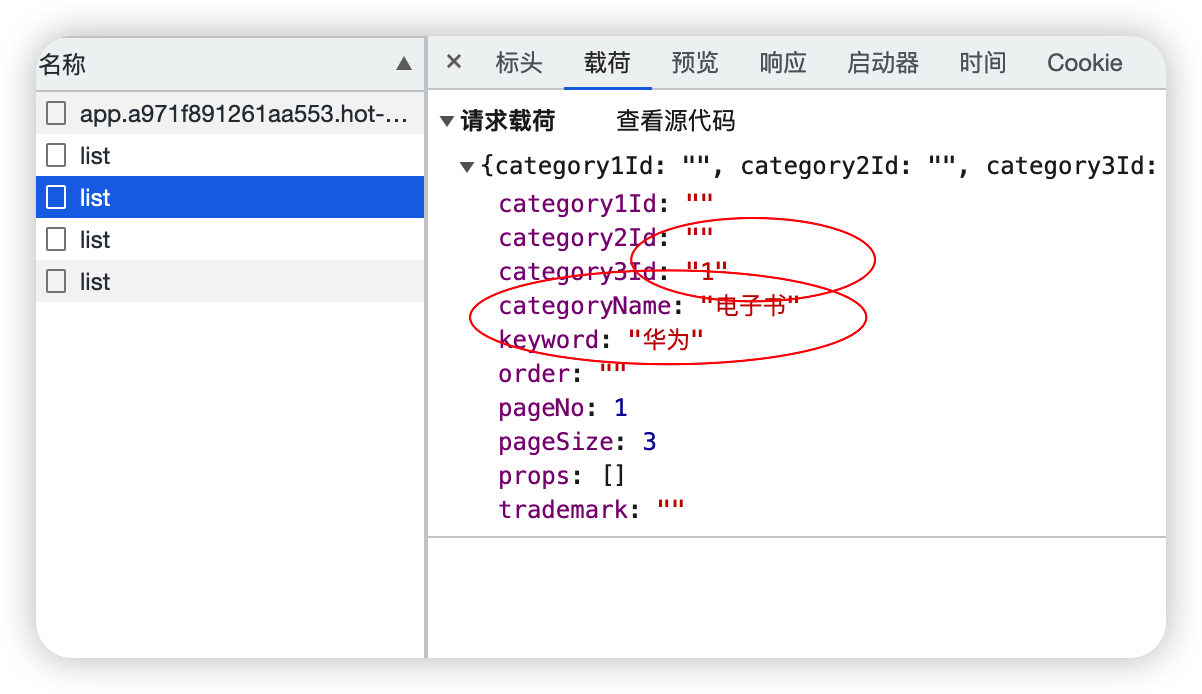 名称
app.a971f891261aa553.hot-...
list
list
list
list
标头 载荷 预览 响应 启动器 时间 Cookie
请求载荷 查看源代码
{category1Id: "", category2Id: "", category3Id:
category1Id: ""
category2Id: ""
category3Id: "1"
categoryName: "电子书"
keyword: "华为"
order: ""
pageNo: 1
pageSize: 3
props: []
trademark: ""